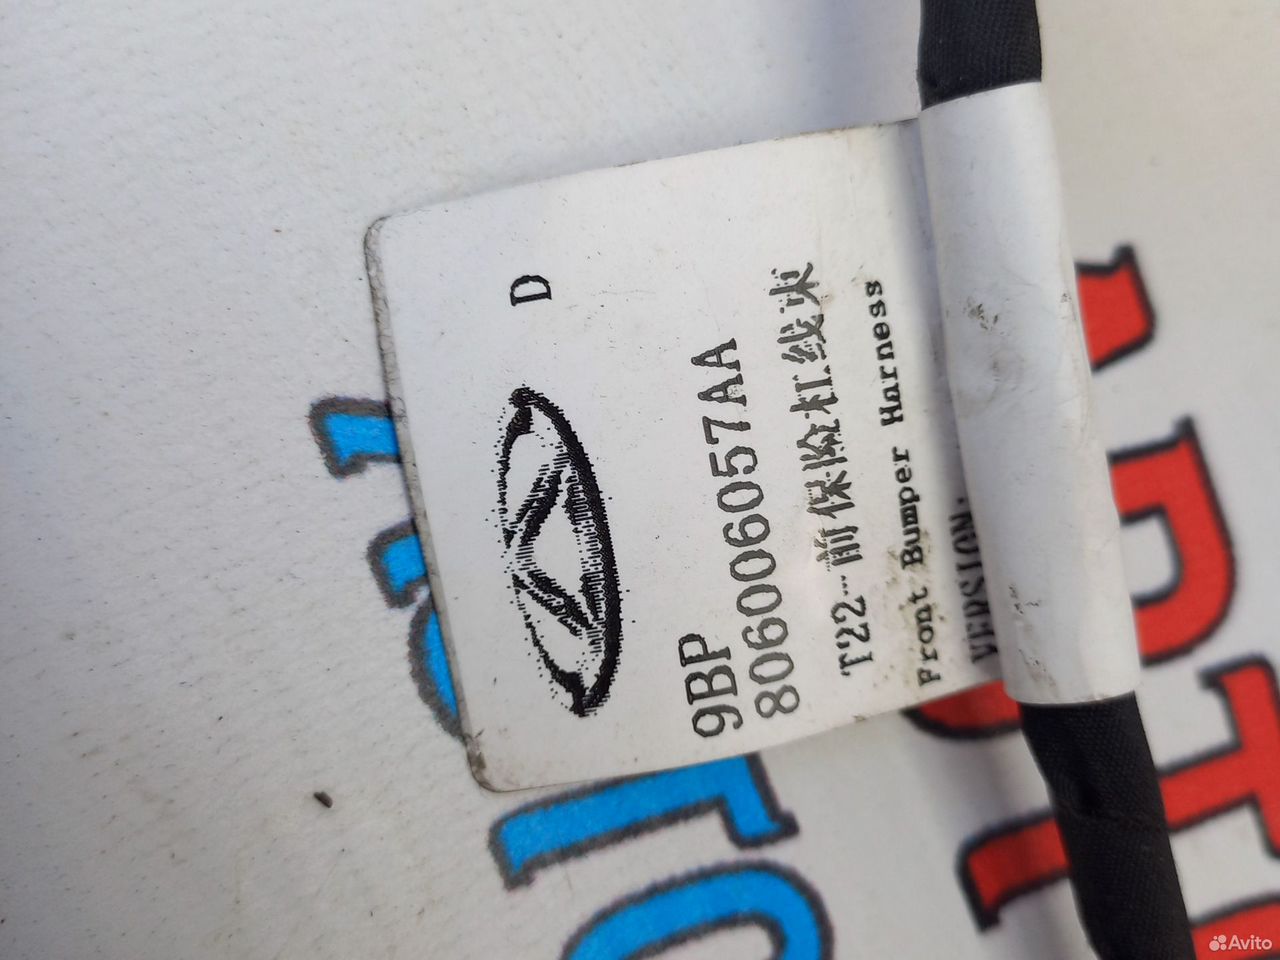 D
9BP
806006057AA
T22-前保险杠线束
Front Bumper Harness
VERSION.
Avito